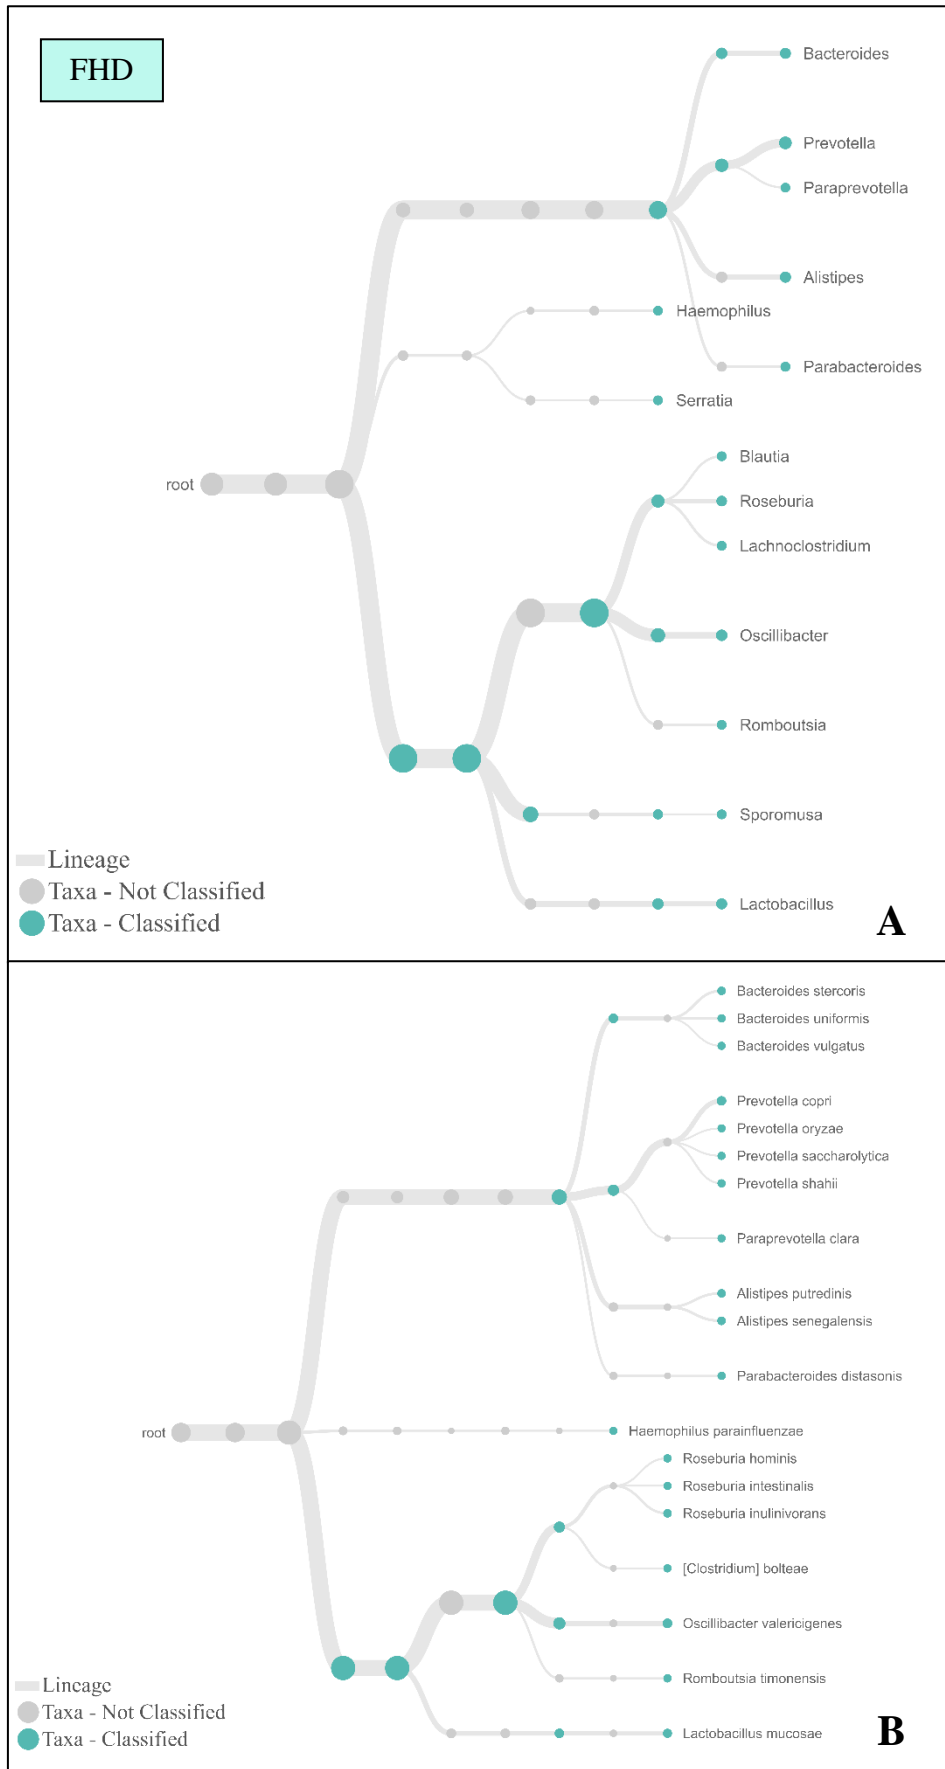 FHD
Bacteroides
Prevotella
Paraprevotella
Alistipes
Haemophilus
Parabacteroides
Serratia
Blautia
root
Roseburia
Lachnoclostridium
Oscillibacter
Romboutsia
Sporomusa
Lineage
Taxa - Not Classified
Taxa - Classified
Lactobacillus
A
Bacteroides stercoris
Bacteroides uniformis
Bacteroides vulgatus
Prevotella copri
Prevotella oryzae
Prevotella saccharolytica
Prevotella shahii
Paraprevotella clara
Alistipes putredinis
Alistipes senegalensis
Parabacteroides distasonis
root
Haemophilus parainfluenzae
Roseburia hominis
Roseburia intestinalis
Roseburia inulinivorans
[Clostridium] bolteae
Oscillibacter valericigenes
Romboutsia timonensis
Lineage
Taxa - Not Classified
Taxa - Classified
Lactobacillus mucosae
B